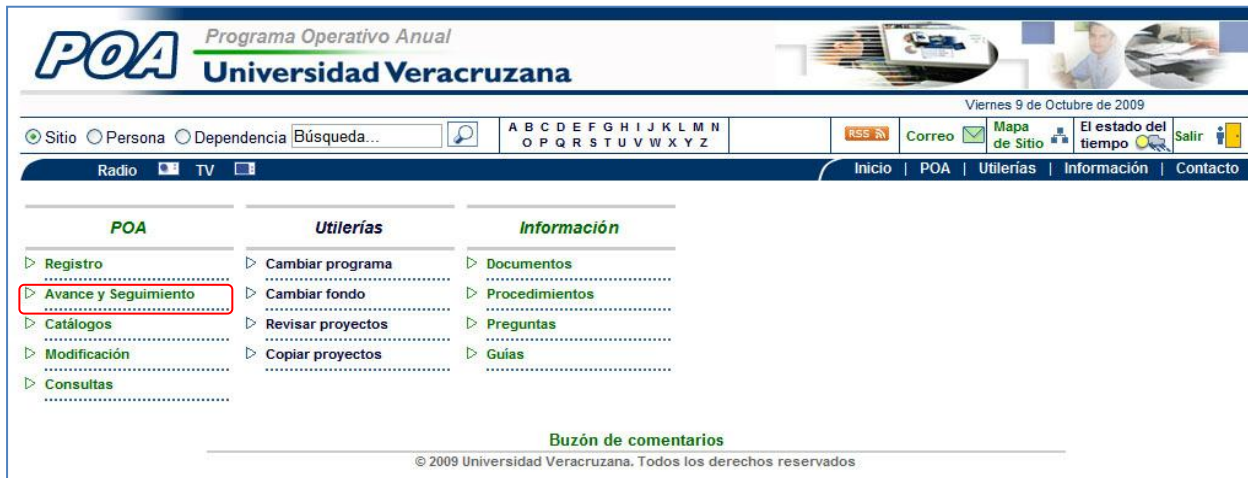 POA
Programa Operativo Anual
Universidad Veracruzana
Viernes 9 de Octubre de 2009
Sitio Persona Dependencia Búsqueda...
A B C D E F G H I J K L M N
O P Q R S T U V W X Y Z
RSS
Correo
Mapa
de Sitio
El estado del
tiempo
Salir
Radio TV
Inicio | POA | Utilerías | Información | Contacto
POA
Registro
Avance y Seguimiento
Catálogos
Modificación
Consultas
Utilerías
Cambiar programa
Cambiar fondo
Revisar proyectos
Copiar proyectos
Información
Documentos
Procedimientos
Preguntas
Guías
Buzón de comentarios
© 2009 Universidad Veracruzana. Todos los derechos reservados